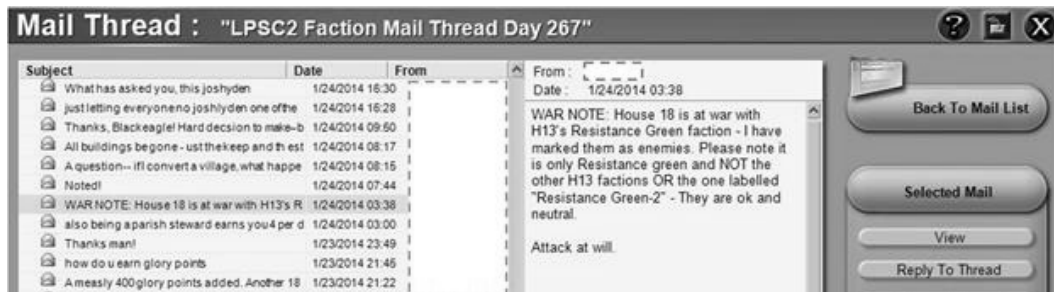 Mail Thread : "LPSC2 Faction Mail Thread Day 267"
Subject Date From
What has asked you, this joshyden 1/24/2014 16:30
just letting everyone no joshlyden one of the 1/24/2014 16:28
Thanks, Blackeagle! Hard decsion to make--b 1/24/2014 09:50
All buildings begone - ust the keep and th est 1/24/2014 08:17
A question-- if I convert a village, what happe 1/24/2014 08:15
Noted! 1/24/2014 07:44
WAR NOTE: House 18 is at war with H13's R 1/24/2014 03:38
also being a parish steward earns you 4 per d 1/24/2014 03:00
Thanks man! 1/23/2014 23:49
how do u earn glory points 1/23/2014 21:45
A measly 400 glory points added. Another 18 1/23/2014 21:22
From :
Date : 1/24/2014 03:38
WAR NOTE: House 18 is at war with
H13's Resistance Green faction - I have
marked them as enemies. Please note it
is only Resistance green and NOT the
other H13 factions OR the one labelled
"Resistance Green-2" - They are ok and
neutral.
Attack at will.
Back To Mail List
Selected Mail
View
Reply To Thread